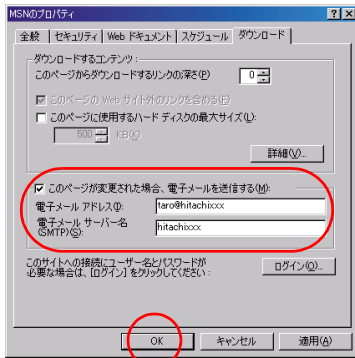 MSNのプロパティ
全般 セキュリティ Web ドキュメント スケジュール ダウンロード
ダウンロードするコンテンツ:
このページからダウンロードするリンクの深さ(P) 0
このページの Web サイト外のリンクを含める(F)
このページに使用するハード ディスクの最大サイズ(L):
500 KB(K)
詳細(V)...
このページが変更された場合、電子メールを送信する(M):
電子メール アドレス(I): taro@hitachixxx
電子メール サーバー名
(SMTP)(S): hitachixxx
このサイトへの接続にユーザー名とパスワードが
必要な場合は、[ログイン] をクリックしてください: ログイン(O)...
OK キャンセル 適用(A)